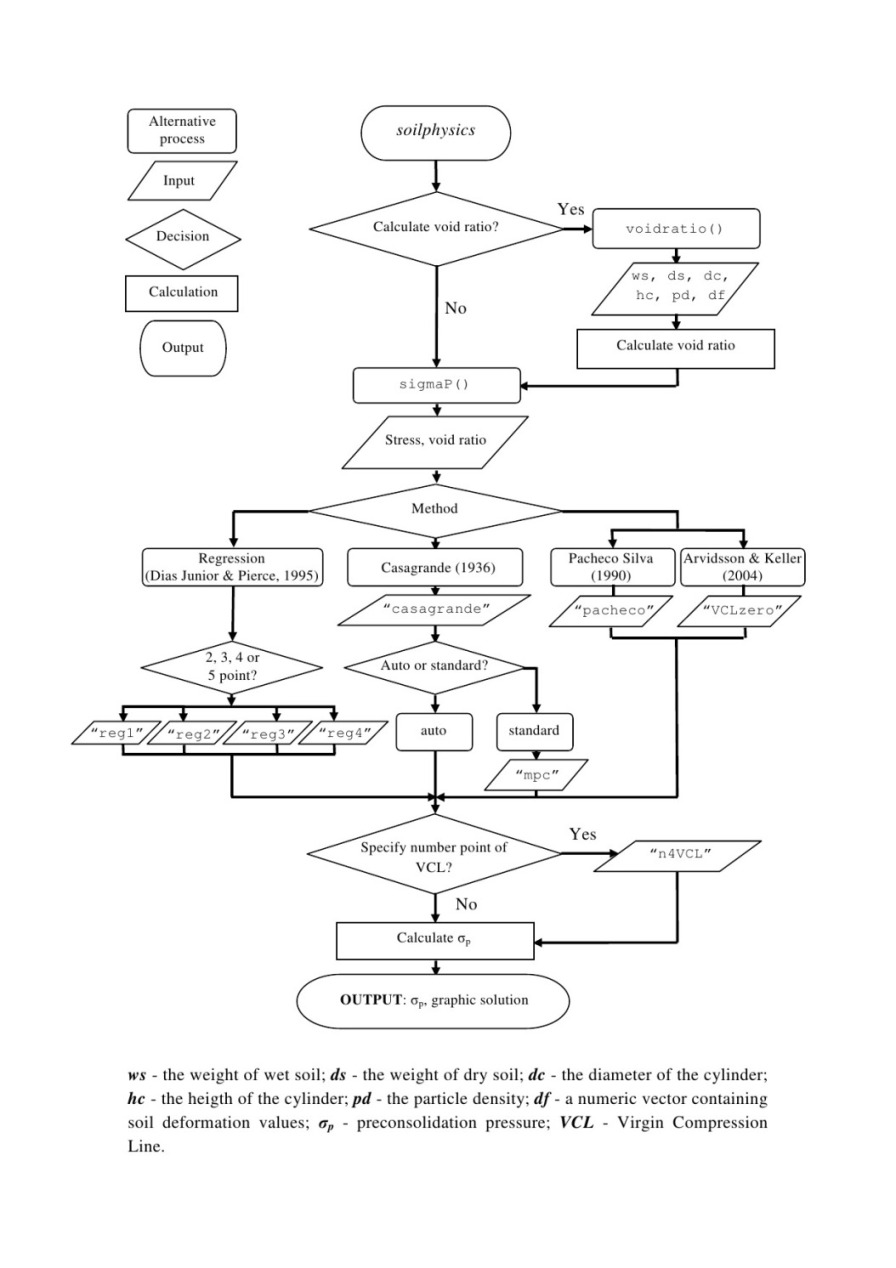 Alternative
process
Input
Decision
Calculation
Output
soilphysics
Calculate void ratio?
Yes
voidratio()
ws, ds, dc,
hc, pd, df
Calculate void ratio
No
sigmaP()
Stress, void ratio
Method
Regression
(Dias Junior & Pierce, 1995)
Casagrande (1936)
Pacheco Silva
(1990)
Arvidsson & Keller
(2004)
“casagrande”
“pacheco”
“VCLzero”
2, 3, 4 or
5 point?
Auto or standard?
“reg1”
“reg2”
“reg3”
“reg4”
auto
standard
“mpc”
Specify number point of
VCL?
Yes
“n4VCL”
No
Calculate σp
OUTPUT: σp, graphic solution
ws - the weight of wet soil; ds - the weight of dry soil; dc - the diameter of the cylinder;
hc - the heigth of the cylinder; pd - the particle density; df - a numeric vector containing
soil deformation values; σp - preconsolidation pressure; VCL - Virgin Compression
Line.